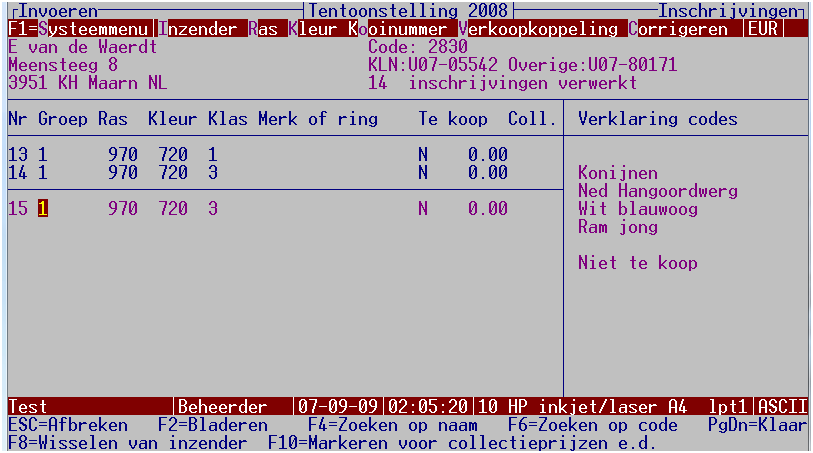 Invoeren Tentoonstelling 2008 Inschrijvingen
F1=Systeemmenu Inzender Ras Kleur Kooinummer Verkoopkoppeling Corrigeren EUR
E van de Waerdt Code: 2830
Meensteeg 8 KLN:U07-05542 Overige:U07-80171
3951 KH Maarn NL 14 inschrijvingen verwerkt
Nr Groep Ras Kleur Klas Merk of ring Te koop Coll. Verklaring codes
13 1 970 720 1 N 0.00
14 1 970 720 3 N 0.00 Konijnen
Ned Hangoordwerg
15 1 970 720 3 N 0.00 Wit blauwoog
Ram jong
Niet te koop
Test Beheerder 07-09-09 02:05:20 10 HP inkjet/laser A4 lpt1 ASCII
ESC=Afbreken F2=Bladeren F4=Zoeken op naam F6=Zoeken op code PgDn=Klaar
F8=Wisselen van inzender F10=Markeren voor collectieprijzen e.d.